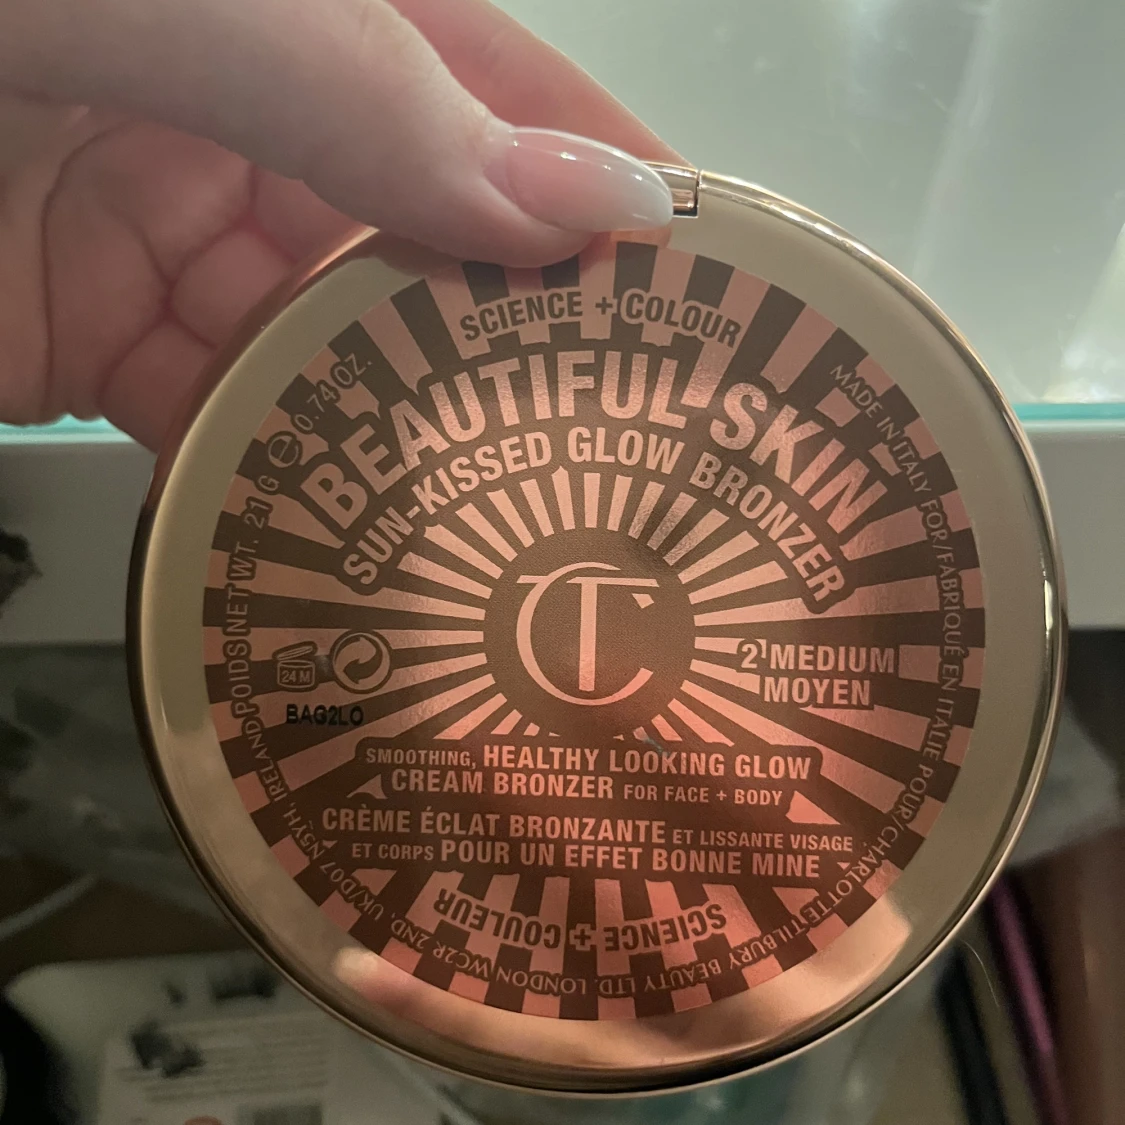 SCIENCE + COLOUR
BEAUTIFUL SKIN
SUN-KISSED GLOW BRONZER
CT
2 MEDIUM
MOYEN
24 M
BAG2LO
SMOOTHING, HEALTHY LOOKING GLOW
CREAM BRONZER FOR FACE + BODY
CRÈME ÉCLAT BRONZANTE ET LISSANTE VISAGE
ET CORPS POUR UN EFFET BONNE MINE
SCIENCE + COULEUR
MADE IN ITALY FOR/FABRIQUÉ EN ITALIE POUR/CHARLOTTE TILBURY BEAUTY LTD. LONDON WC2R 2ND, UK/D07 N5YH, IRELAND
POIDS NET WT. 21 G e 0.74 OZ.